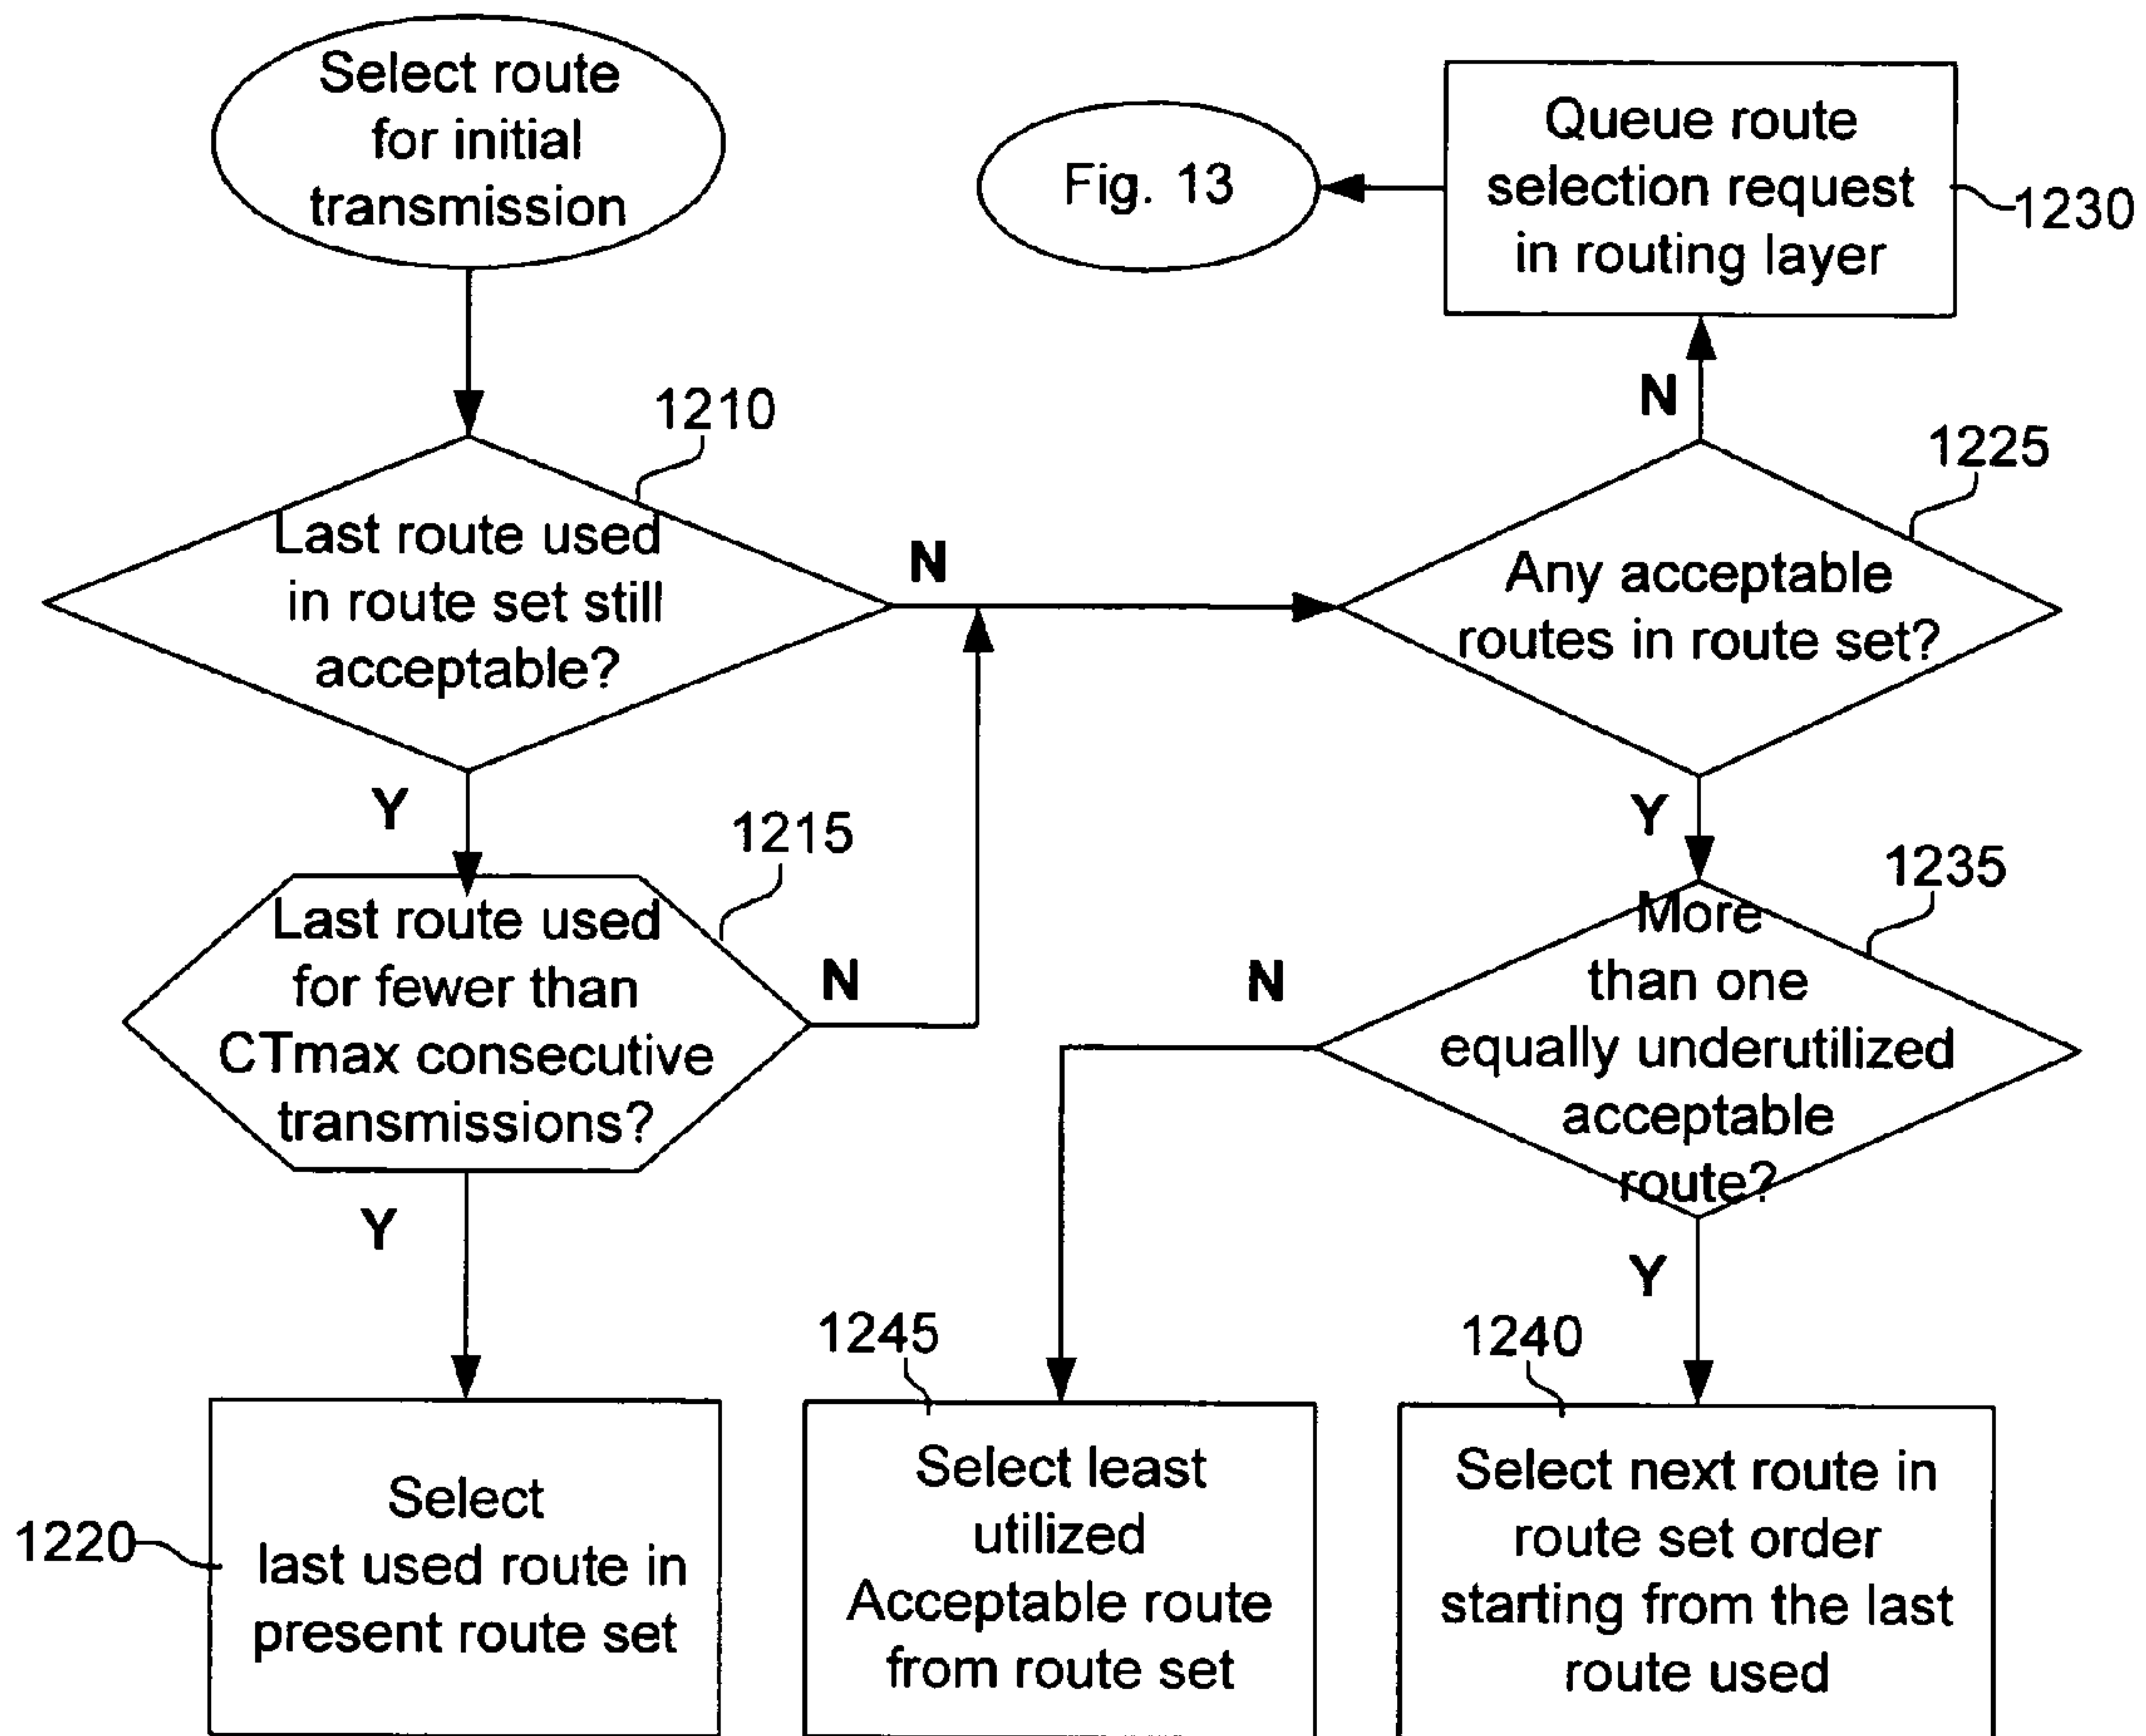 Select route
for initial
transmission
Fig. 13
Queue route
selection request
in routing layer
1230
1210
Last route used
in route set still
acceptable?
N
N
1225
Any acceptable
routes in route set?
Y
Y
1215
Last route used
for fewer than
CTmax consecutive
transmissions?
N
N
1235
More
than one
equally underutilized
acceptable
route?
Y
Y
1220
Select
last used route in
present route set
1245
Select least
utilized
Acceptable route
from route set
1240
Select next route in
route set order
starting from the last
route used